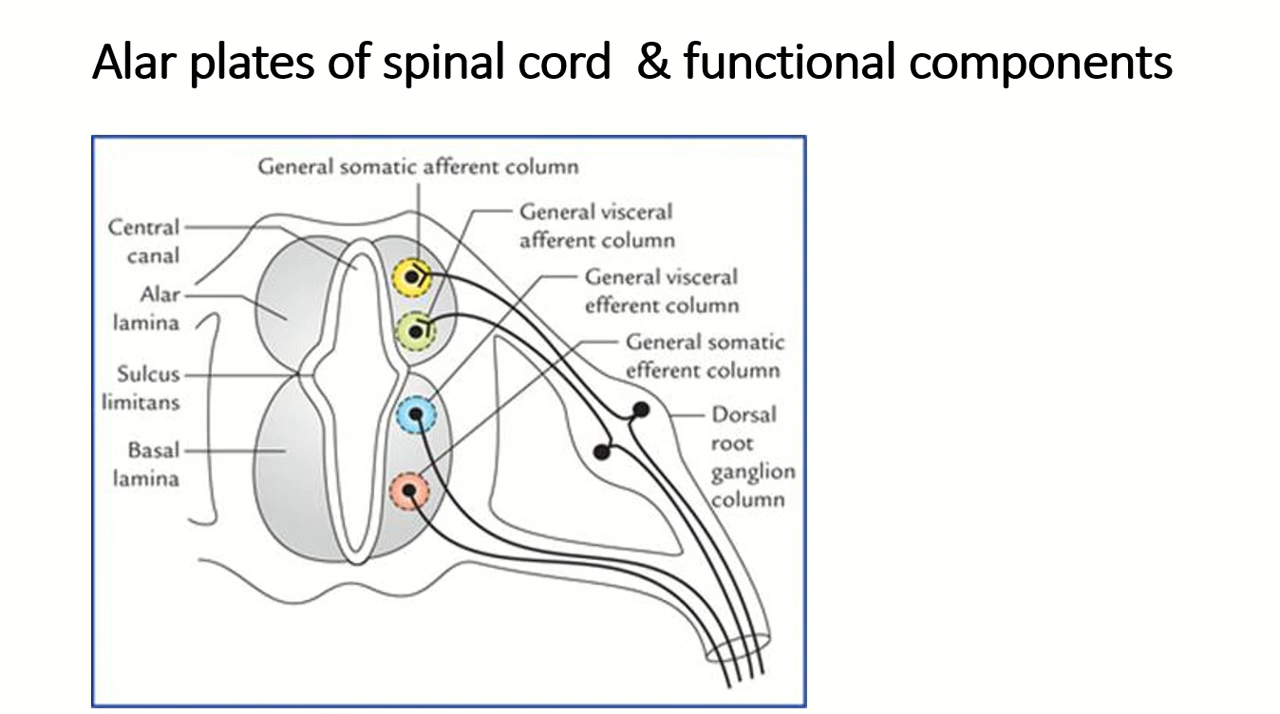 Alar plates of spinal cord  & functional components
General somatic afferent column
General visceral
afferent column
General visceral
efferent column
General somatic
efferent column
Dorsal
root
ganglion
column
Central
canal
Alar
lamina
Sulcus
limitans
Basal
lamina